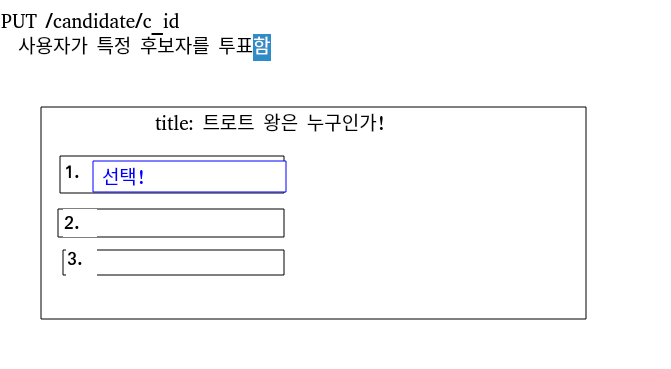 PUT /candidate/c_id
사용자가 특정 후보자를 투표함
title: 트로트 왕은 누구인가!
1. 선택!
2.
3.